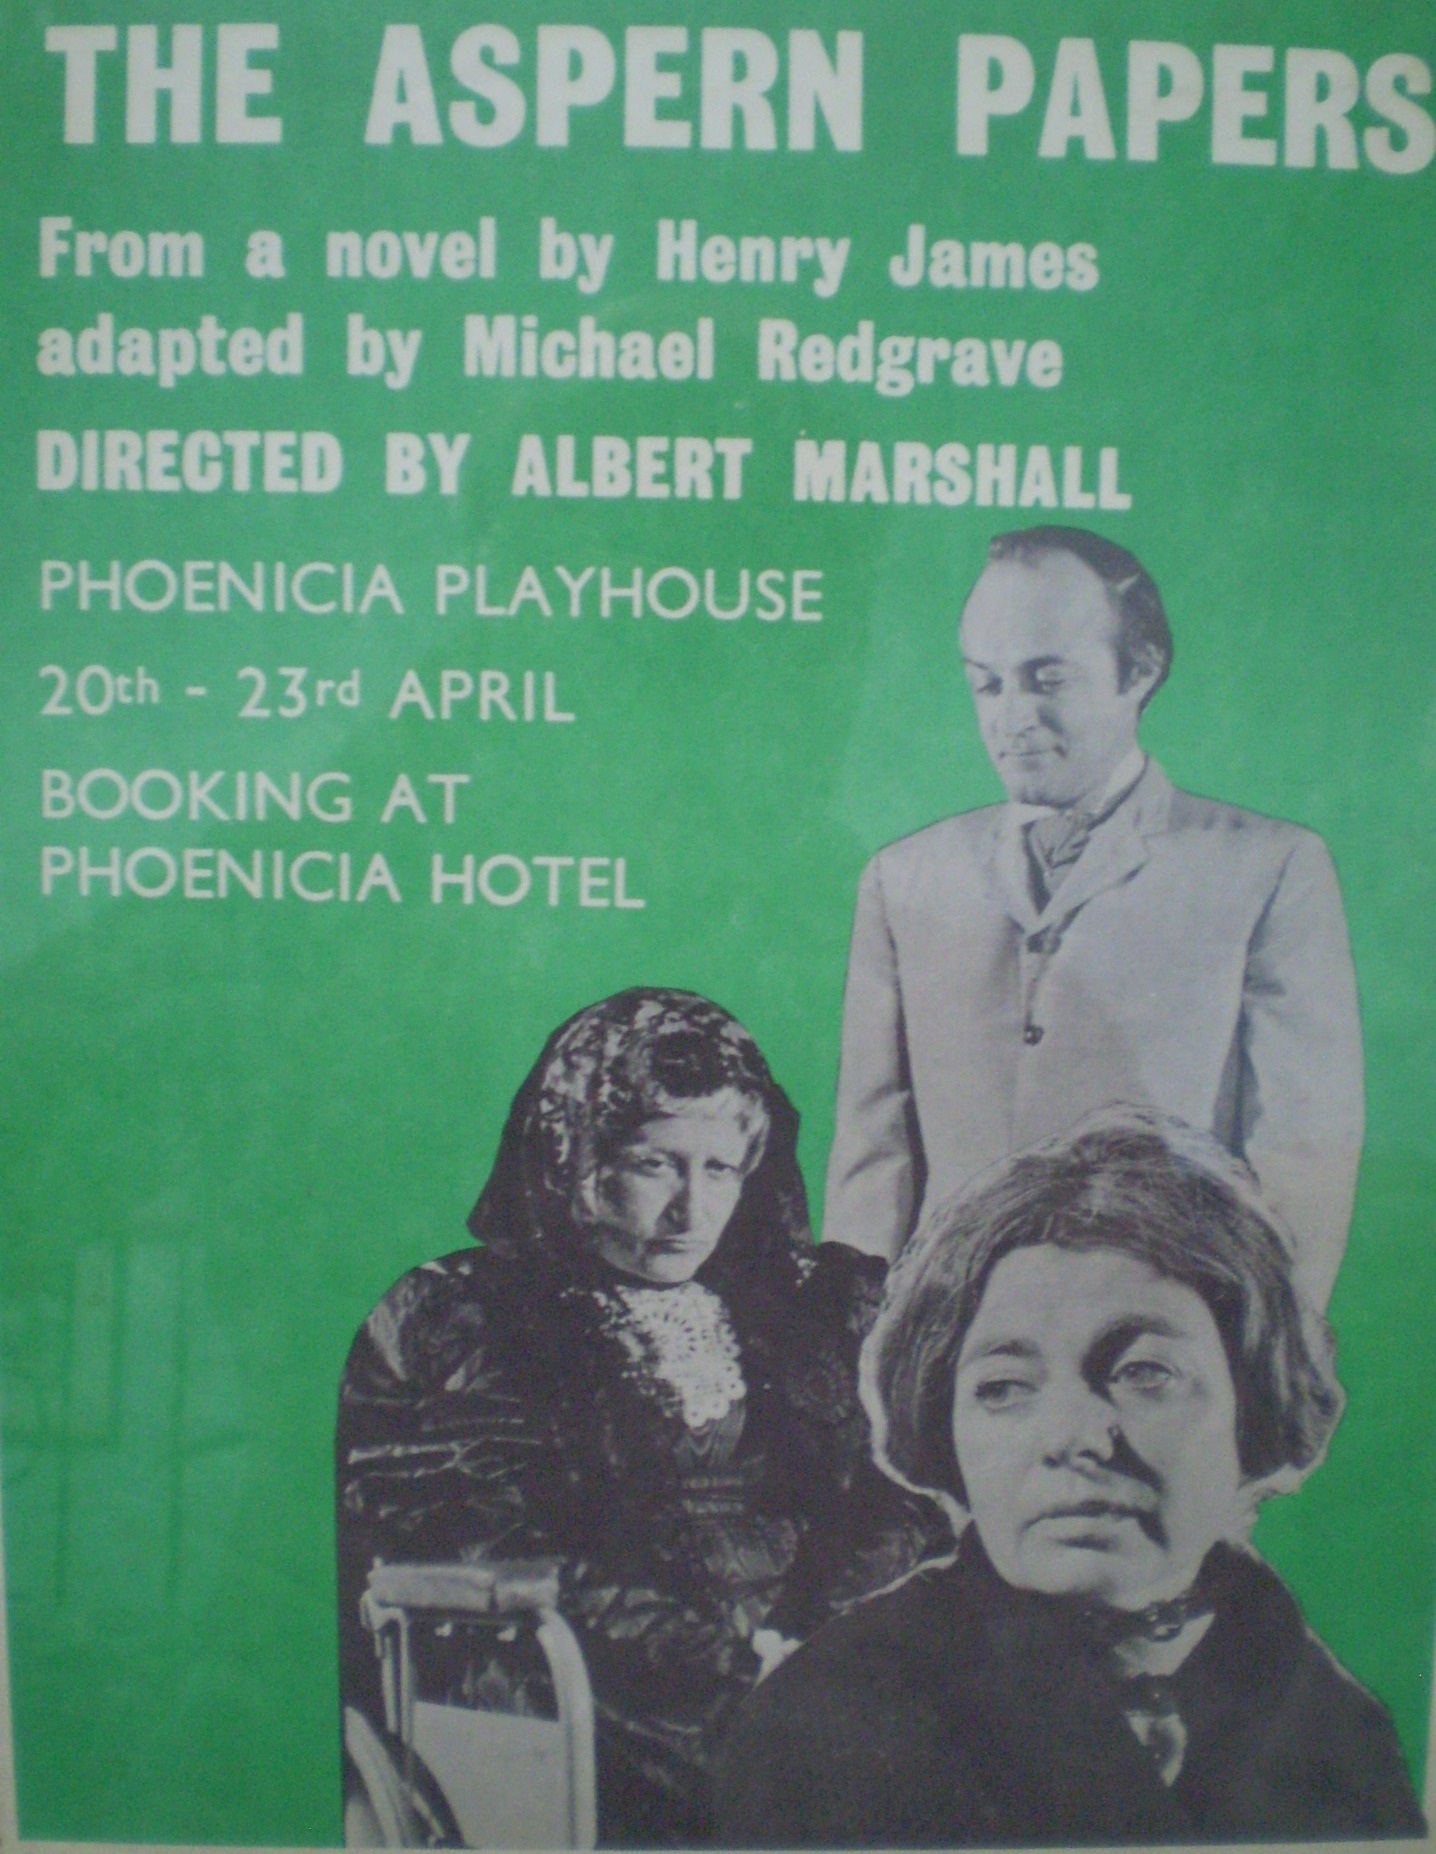 THE ASPERN PAPERS
From a novel by Henry James
adapted by Michael Redgrave
DIRECTED BY ALBERT MARSHALL
PHOENICIA PLAYHOUSE
20th - 23rd APRIL
BOOKING AT
PHOENICIA HOTEL